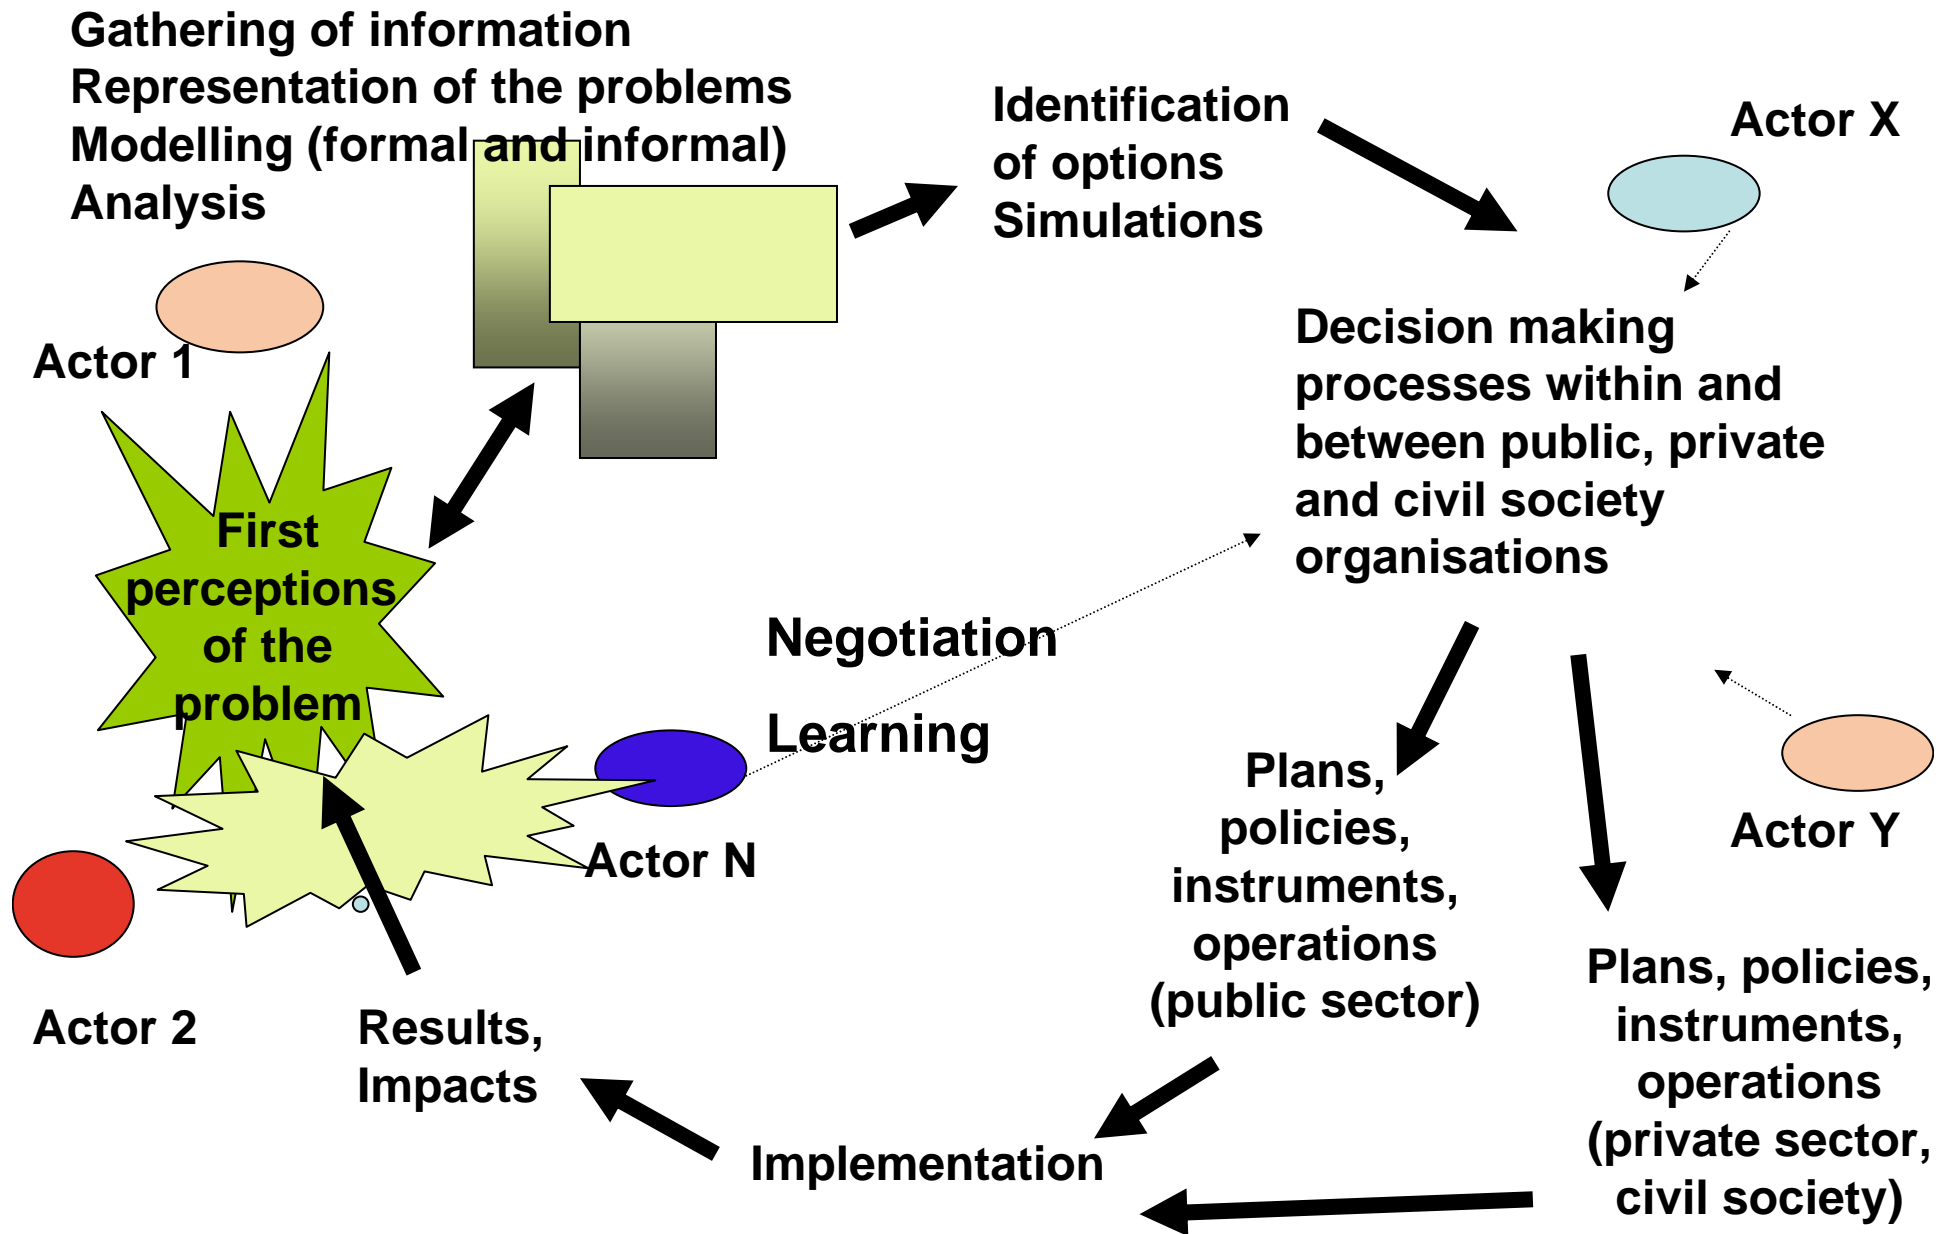 Gathering of information
Representation of the problems
Modelling (formal and informal)
Analysis
Identification
of options
Simulations
Actor X
Actor 1
Decision making
processes within and
between public, private
and civil society
organisations
First
perceptions
of the
problem
Negotiation
Learning
Actor N
Plans,
policies,
instruments,
operations
(public sector)
Actor Y
Plans, policies,
instruments,
operations
(private sector,
civil society)
Actor 2
Results,
Impacts
Implementation